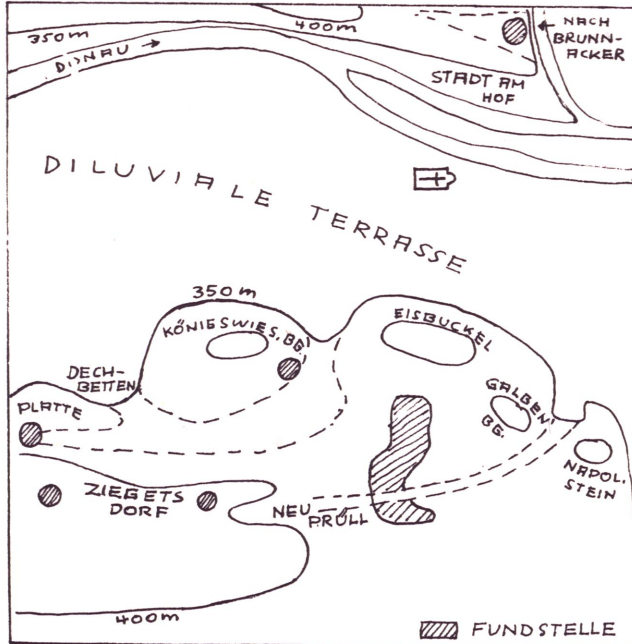 400m
350m
DONAU →
NACH
BRUNN-
ACKER
STADT AM
HOF
DILUVIALE TERRASSE
350m
KÖNIGSWIES. BG.
EISBUCKEL
DECH-
BETTEN
PLATTE
GALBEN
BG.
NAPOL.
STEIN
ZIEGETS
DORF
NEU
PRÜLL
400m
FUNDSTELLE